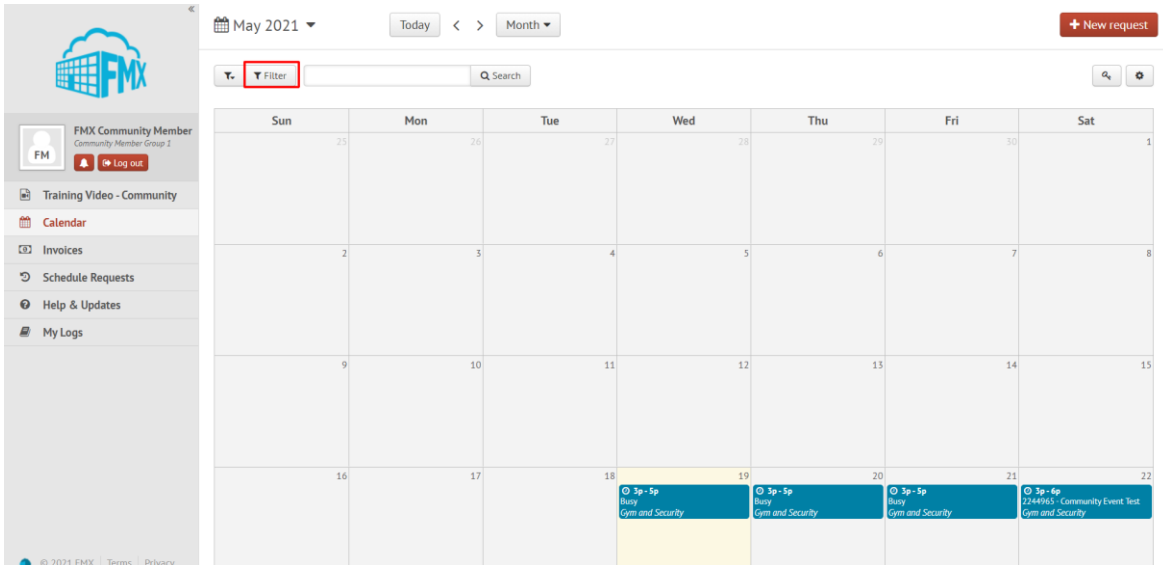 «
FMX
FM
FMX Community Member
Community Member Group 1
Log out
Training Video - Community
Calendar
Invoices
Schedule Requests
Help & Updates
My Logs
© 2021 FMX | Terms | Privacy
May 2021
Today < > Month
+ New request
Filter
Search
Sun Mon Tue Wed Thu Fri Sat
25 26 27 28 29 30 1
2 3 4 5 6 7 8
9 10 11 12 13 14 15
16 17 18 19 20 21 22
3p - 5p
Busy
Gym and Security
3p - 5p
Busy
Gym and Security
3p - 5p
Busy
Gym and Security
3p - 6p
2244965 - Community Event Test
Gym and Security